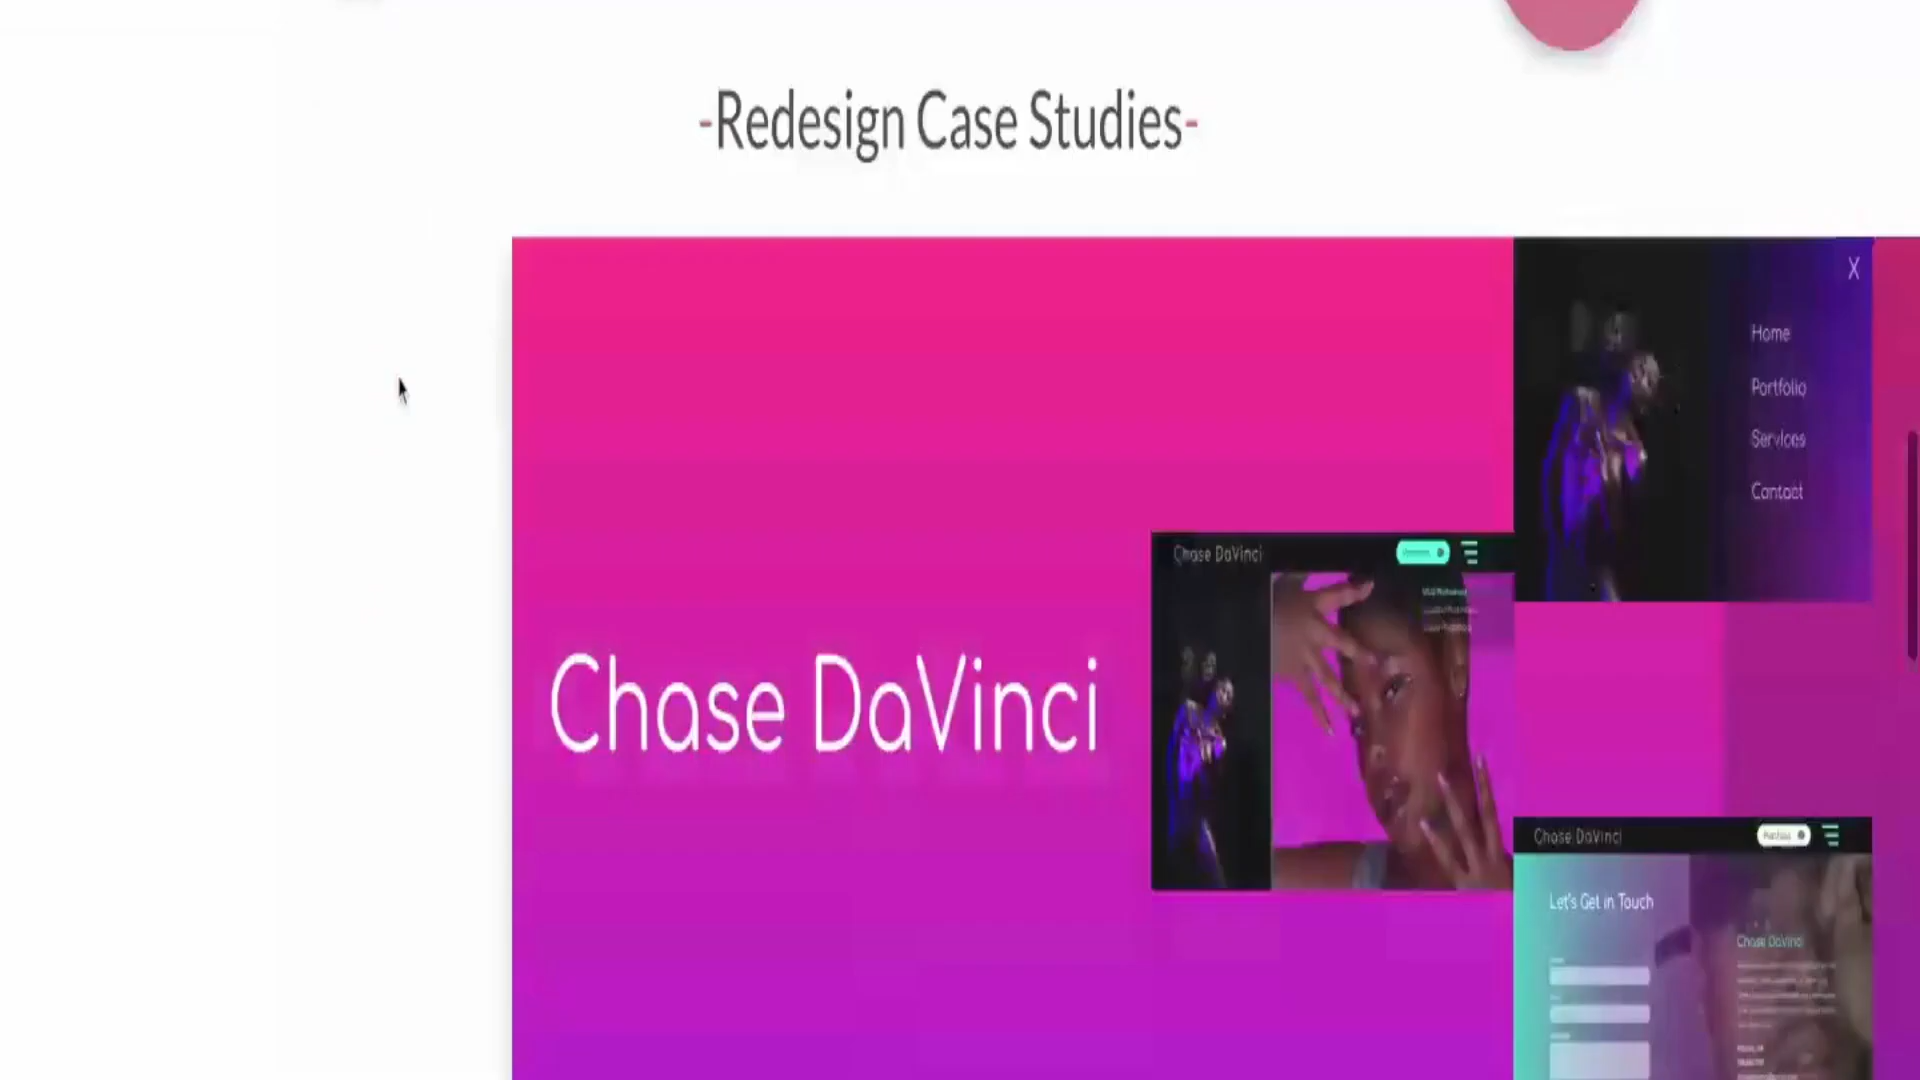 -Redesign Case Studies-
X
Home
Portfolio
Services
Contact
Chase DaVinci
Chase DaVinci
Chase DaVinci
Let's Get in Touch
Chase DaVinci